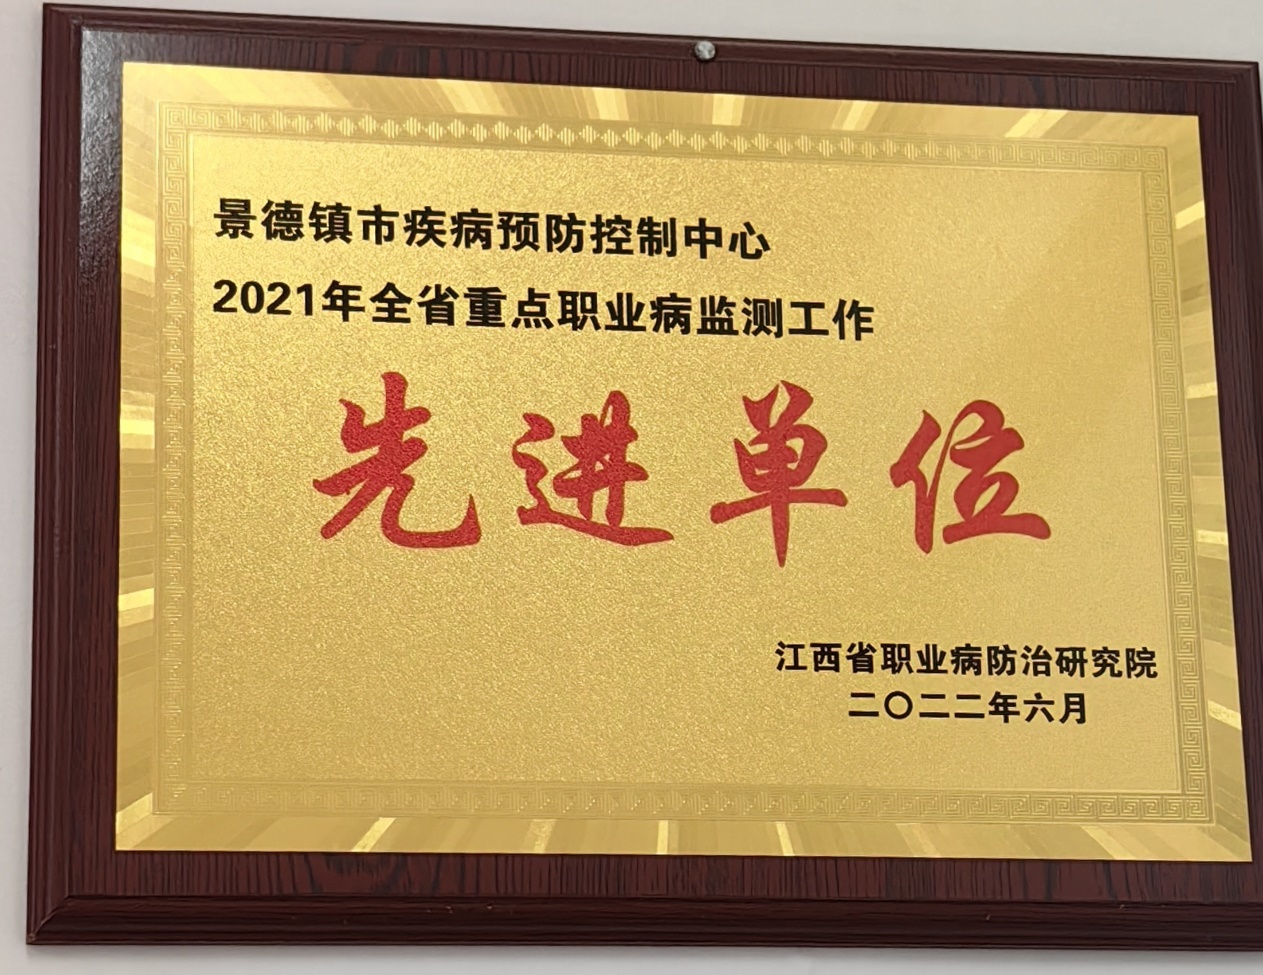 景德镇市疾病预防控制中心
2021年全省重点职业病监测工作
先进单位
江西省职业病防治研究院
二〇二二年六月